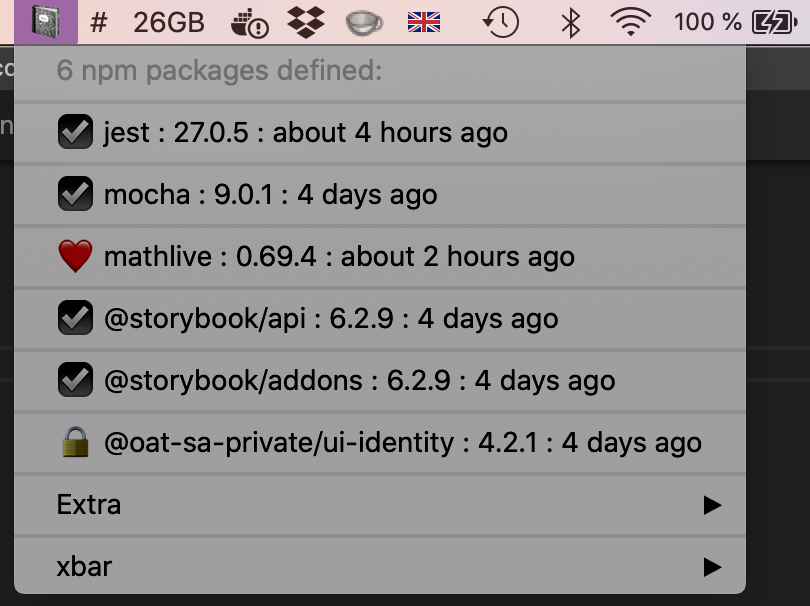 # 26GB 100 %
6 npm packages defined:
jest : 27.0.5 : about 4 hours ago
mocha : 9.0.1 : 4 days ago
mathlive : 0.69.4 : about 2 hours ago
@storybook/api : 6.2.9 : 4 days ago
@storybook/addons : 6.2.9 : 4 days ago
@oat-sa-private/ui-identity : 4.2.1 : 4 days ago
Extra
xbar